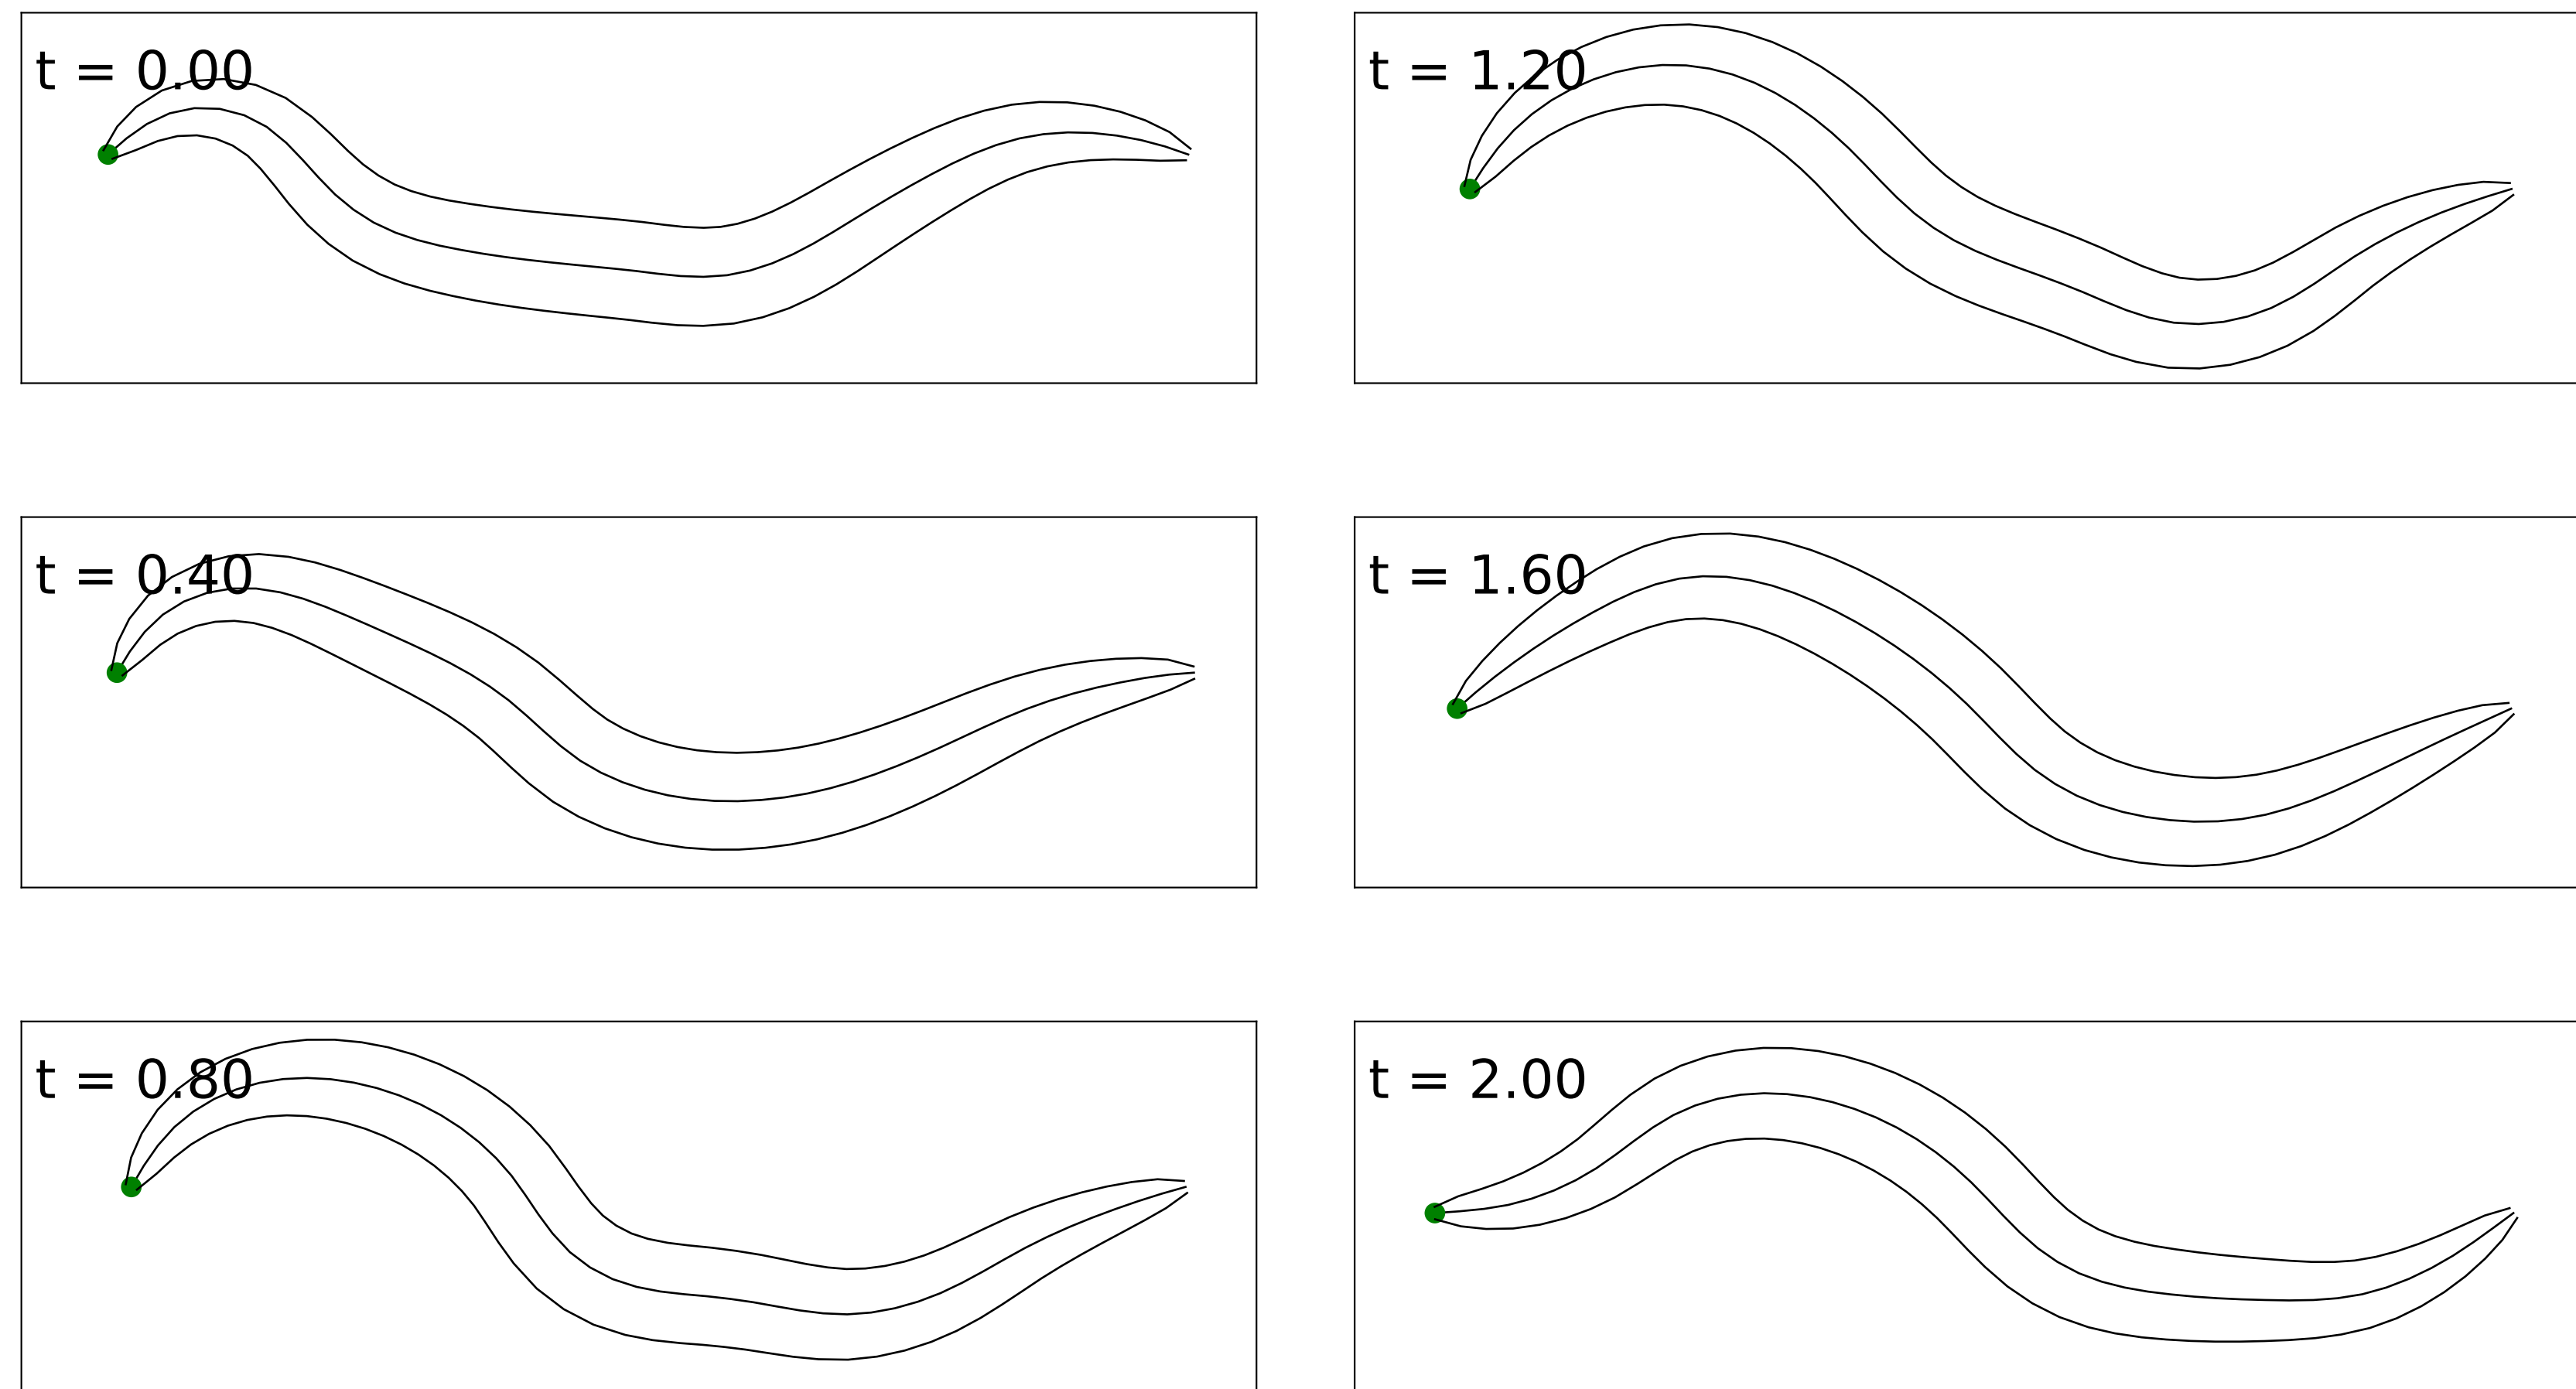 t = 0.00
t = 0.40
t = 0.80
t = 1.20
t = 1.60
t = 2.00